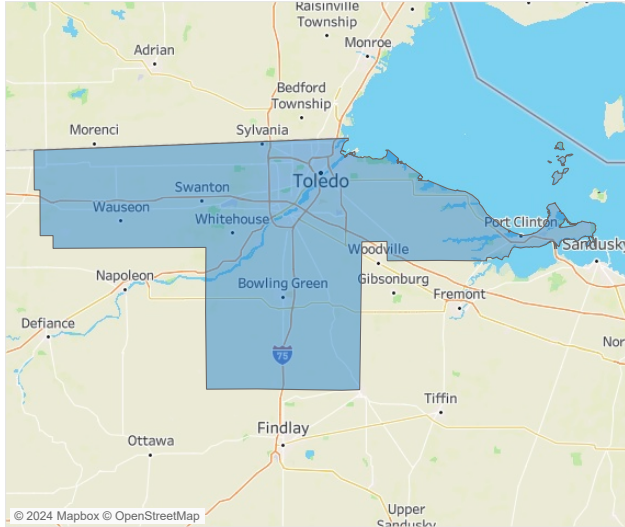 Raisinville
Township
Adrian
Monroe
Bedford
Township
Morenci
Sylvania
Toledo
Swanton
Wauseon
Whitehouse
Port Clinton
Woodville
Sandusky
Napoleon
Bowling Green
Gibsonburg
Fremont
Defiance
Nor
75
Tiffin
Findlay
Ottawa
Upper
Sandusky
© 2024 Mapbox © OpenStreetMap